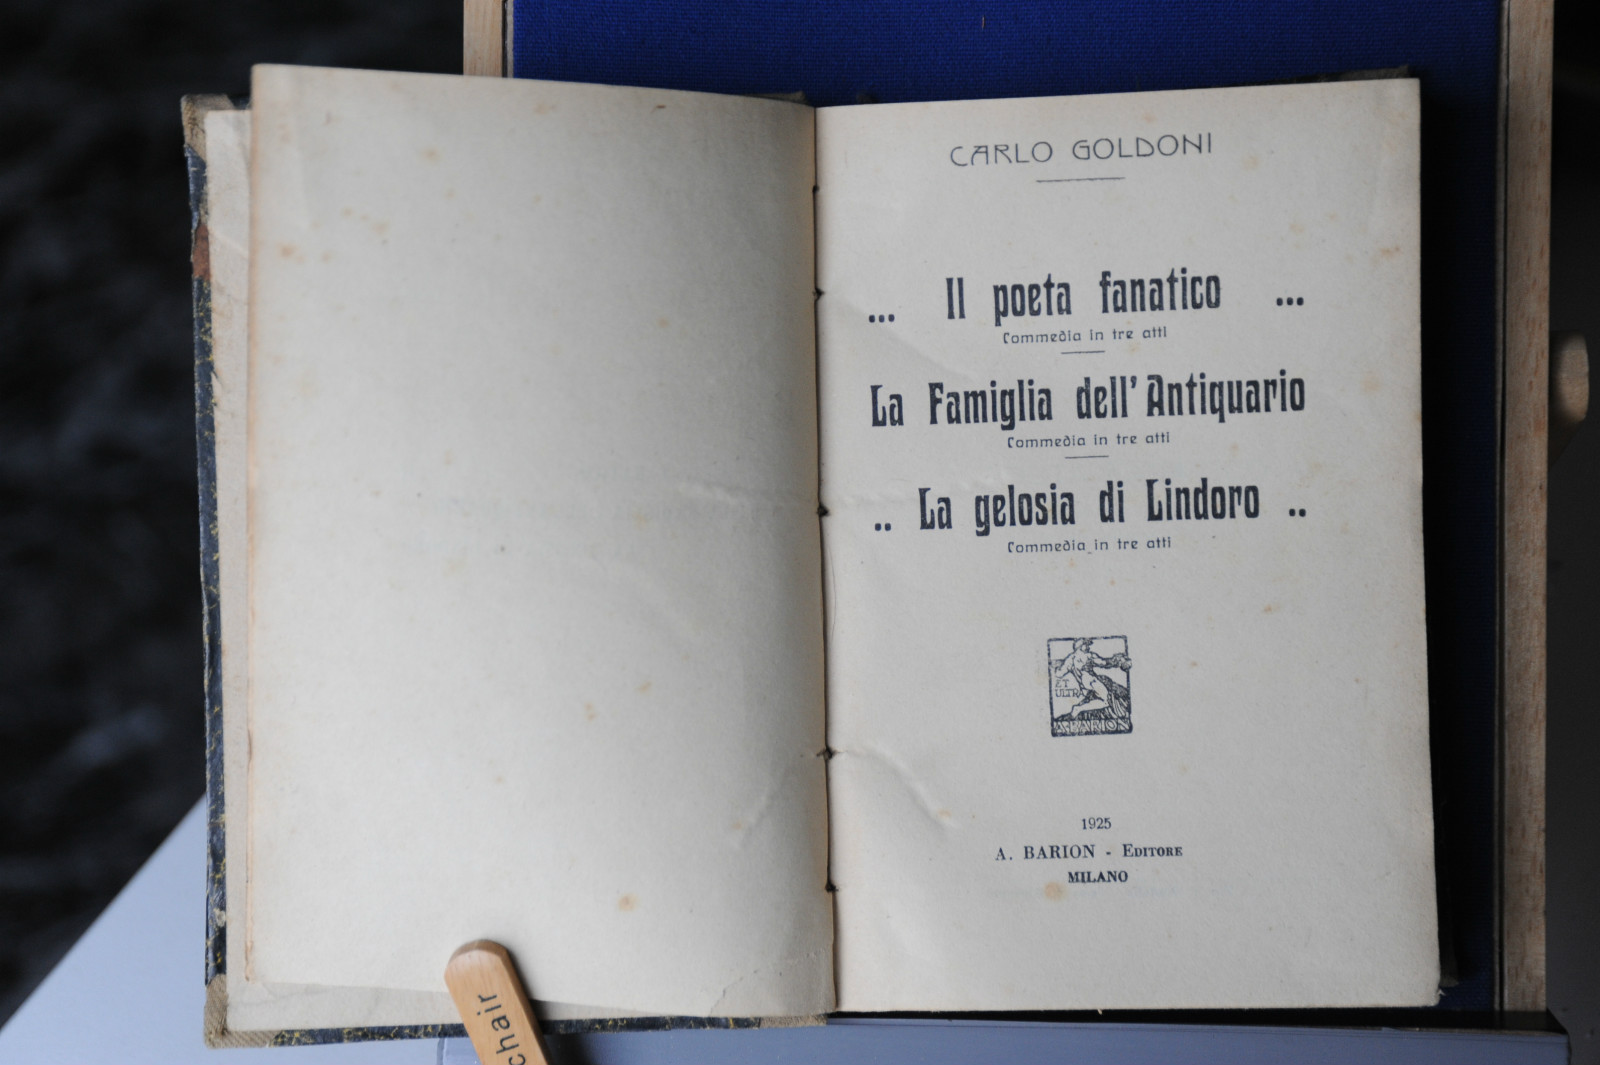 CARLO GOLDONI
... Il poeta fanatico ...
Commedia in tre atti
La Famiglia dell' Antiquario
Commedia in tre atti
.. La gelosia di Lindoro ..
Commedia in tre atti
ET
ULTRA
A. BARION
1925
A. BARION - EDITORE
MILANO
chair